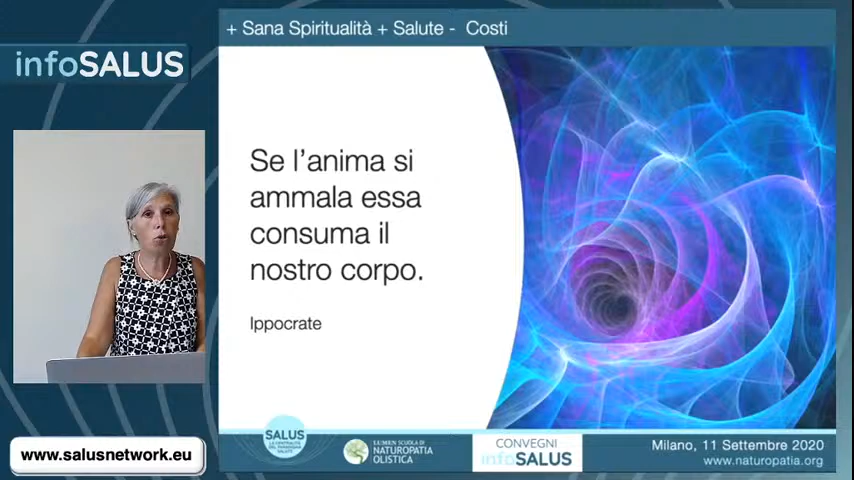 + Sana Spiritualità + Salute - Costi
infoSALUS
Se l'anima si
ammala essa
consuma il
nostro corpo.
Ippocrate
SALUS
LUMEN SCUOLA DI
NATUROPATIA
OLISTICA
CONVEGNI
infoSALUS
Milano, 11 Settembre 2020
www.naturopatia.org
www.salusnetwork.eu